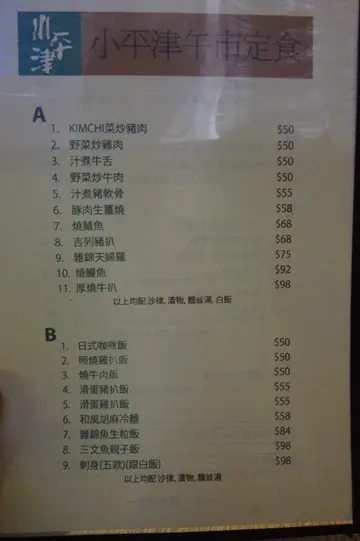 小平津
小平津午市定食
A
1. KIMCHI菜炒豬肉 $50
2. 野菜炒雞肉 $50
3. 汁煮牛舌 $50
4. 野菜炒牛肉 $50
5. 汁煮豬軟骨 $55
6. 豚肉生薑燒 $58
7. 燒鯖魚 $68
8. 吉列豬扒 $68
9. 雜錦天婦羅 $75
10. 燒鰻魚 $92
11. 厚燒牛扒 $98
以上均配 沙律, 漬物, 麵豉湯, 白飯
B
1. 日式咖喱飯 $50
2. 照燒雞扒飯 $50
3. 燒牛肉飯 $50
4. 滑蛋豬扒飯 $55
5. 滑蛋雞扒飯 $55
6. 和風胡麻冷麵 $58
7. 雜錦魚生粒飯 $84
8. 三文魚親子飯 $98
9. 刺身(五款)(跟白飯) $98
以上均配 沙律, 漬物, 麵豉湯